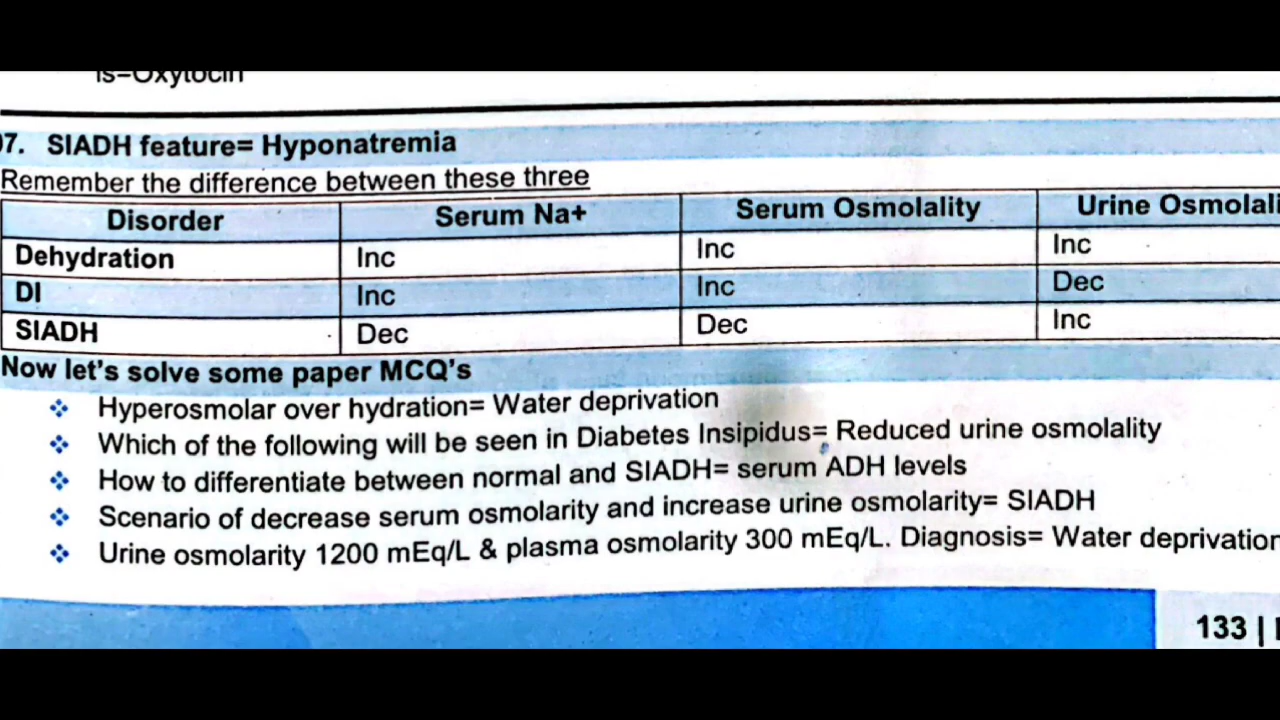 is=Oxytocin
07. SIADH feature= Hyponatremia
Remember the difference between these three
Disorder Serum Na+ Serum Osmolality Urine Osmolali
Dehydration Inc Inc Inc
DI Inc Inc Dec
SIADH Dec Dec Inc
Now let's solve some paper MCQ's
❖ Hyperosmolar over hydration= Water deprivation
❖ Which of the following will be seen in Diabetes Insipidus= Reduced urine osmolality
❖ How to differentiate between normal and SIADH= serum ADH levels
❖ Scenario of decrease serum osmolarity and increase urine osmolarity= SIADH
❖ Urine osmolarity 1200 mEq/L & plasma osmolarity 300 mEq/L. Diagnosis= Water deprivation
133 |